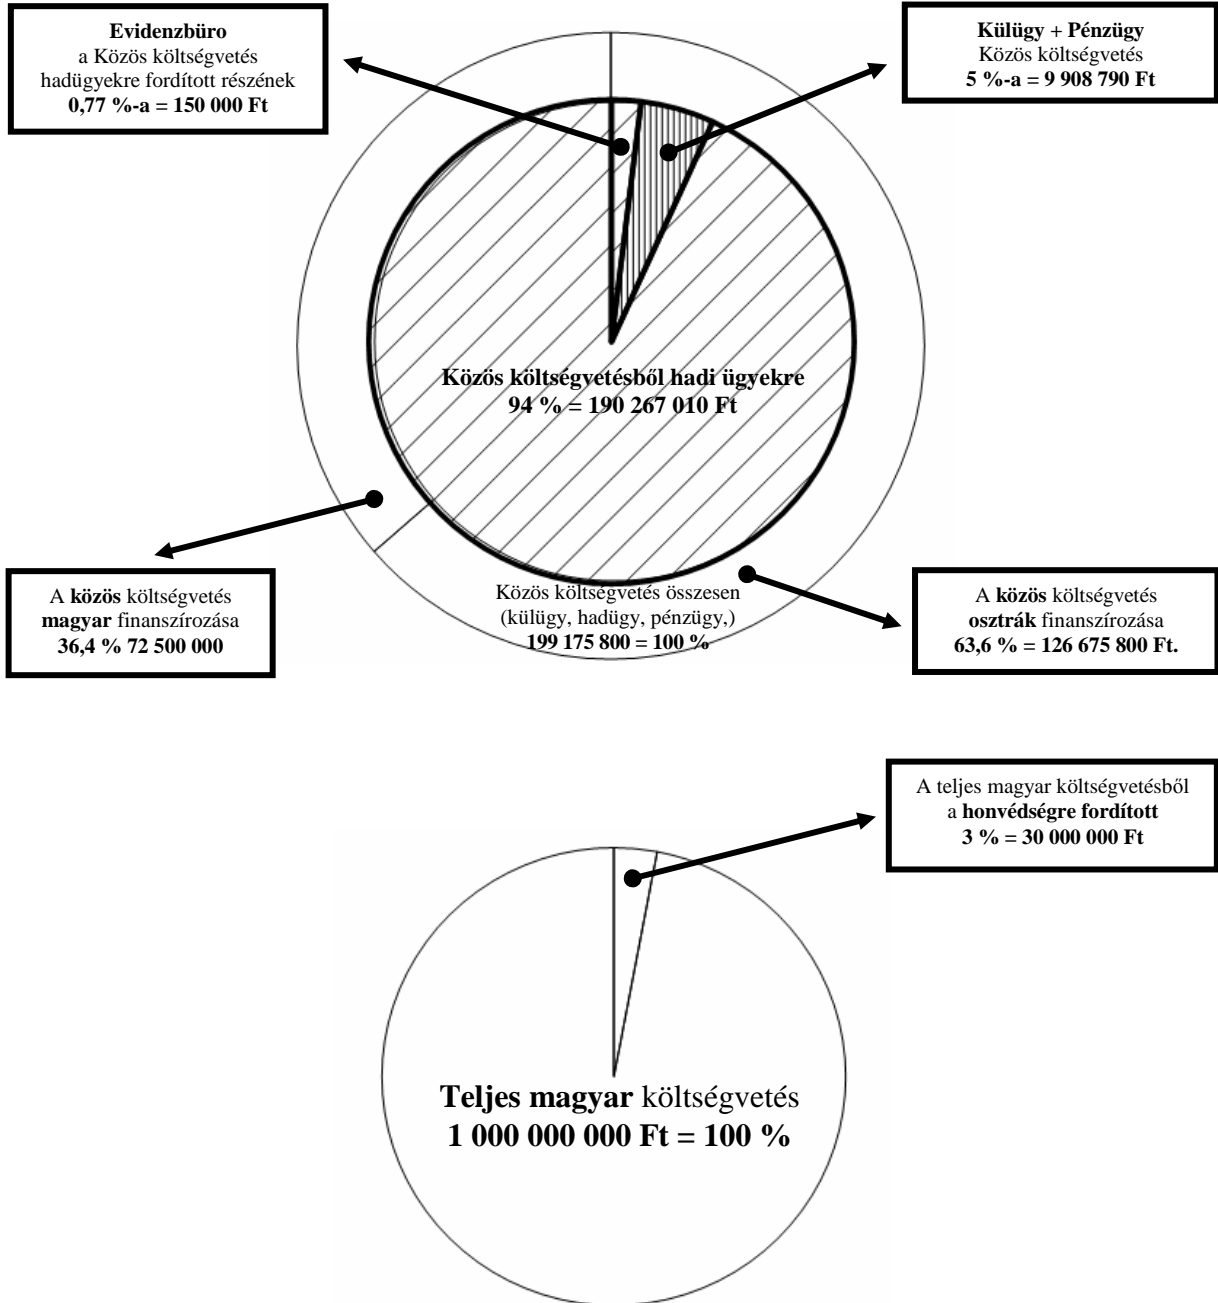 Evidenzbüro
a Közös költségvetés
hadügyekre fordított részének
0,77 %-a = 150 000 Ft
Külügy + Pénzügy
Közös költségvetés
5 %-a = 9 908 790 Ft
Közös költségvetésből hadi ügyekre
94 % = 190 267 010 Ft
A közös költségvetés
magyar finanszírozása
36,4 % 72 500 000
Közös költségvetés összesen
(külügy, hadügy, pénzügy,)
199 175 800 = 100 %
A közös költségvetés
osztrák finanszírozása
63,6 % = 126 675 800 Ft.
A teljes magyar költségvetésből
a honvédségre fordított
3 % = 30 000 000 Ft
Teljes magyar költségvetés
1 000 000 000 Ft = 100 %